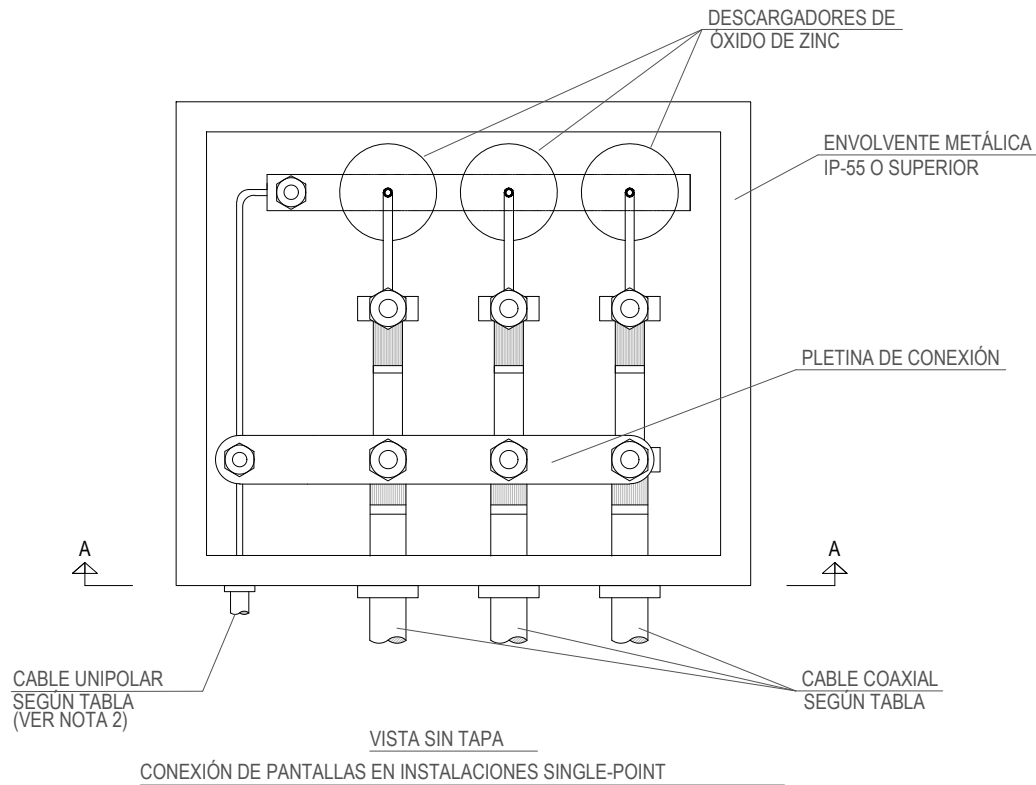 DESCARGADORES DE
ÓXIDO DE ZINC
ENVOLVENTE METÁLICA
IP-55 O SUPERIOR
PLETINA DE CONEXIÓN
A
A
CABLE UNIPOLAR
SEGÚN TABLA
(VER NOTA 2)
CABLE COAXIAL
SEGÚN TABLA
VISTA SIN TAPA
CONEXIÓN DE PANTALLAS EN INSTALACIONES SINGLE-POINT